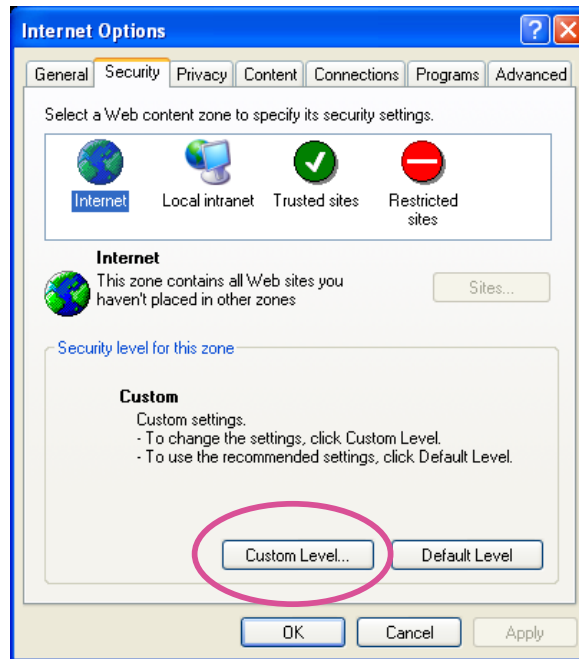 Internet Options
General Security Privacy Content Connections Programs Advanced
Select a Web content zone to specify its security settings.
Internet Local intranet Trusted sites Restricted
sites
Internet
This zone contains all Web sites you
haven't placed in other zones
Sites...
Security level for this zone
Custom
Custom settings.
- To change the settings, click Custom Level.
- To use the recommended settings, click Default Level.
Custom Level... Default Level
OK Cancel Apply